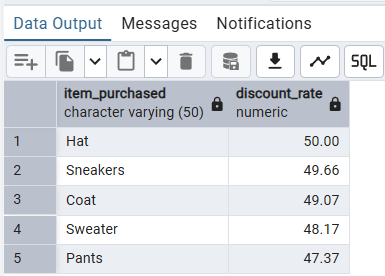 Data Output Messages Notifications
SQL
item_purchased discount_rate
character varying (50) numeric
1 Hat 50.00
2 Sneakers 49.66
3 Coat 49.07
4 Sweater 48.17
5 Pants 47.37